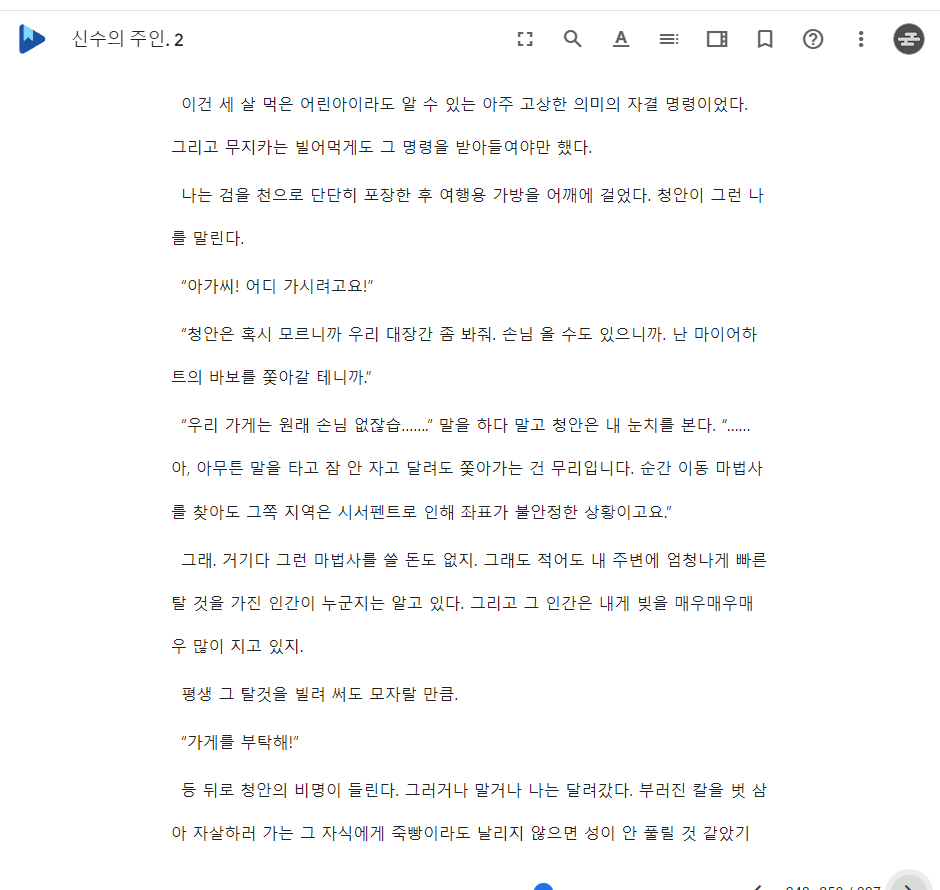 신수의 주인. 2
이건 세 살 먹은 어린아이라도 알 수 있는 아주 고상한 의미의 자결 명령이었다.
그리고 무지카는 빌어먹게도 그 명령을 받아들여야만 했다.
나는 검을 천으로 단단히 포장한 후 여행용 가방을 어깨에 걸었다. 청안이 그런 나
를 말린다.
“아가씨! 어디 가시려고요!”
“청안은 혹시 모르니까 우리 대장간 좀 봐줘. 손님 올 수도 있으니까. 난 마이어하
트의 바보를 쫓아갈 테니까.”
“우리 가게는 원래 손님 없잖습…….” 말을 하다 말고 청안은 내 눈치를 본다. “……
아, 아무튼 말을 타고 잠 안 자고 달려도 쫓아가는 건 무리입니다. 순간 이동 마법사
를 찾아도 그쪽 지역은 시서펜트로 인해 좌표가 불안정한 상황이고요.”
그래. 거기다 그런 마법사를 쓸 돈도 없지. 그래도 적어도 내 주변에 엄청나게 빠른
탈 것을 가진 인간이 누군지는 알고 있다. 그리고 그 인간은 내게 빚을 매우매우매
우 많이 지고 있지.
평생 그 탈것을 빌려 써도 모자랄 만큼.
“가게를 부탁해!”
등 뒤로 청안의 비명이 들린다. 그러거나 말거나 나는 달려갔다. 부러진 칼을 벗 삼
아 자살하러 가는 그 자식에게 죽빵이라도 날리지 않으면 성이 안 풀릴 것 같았기